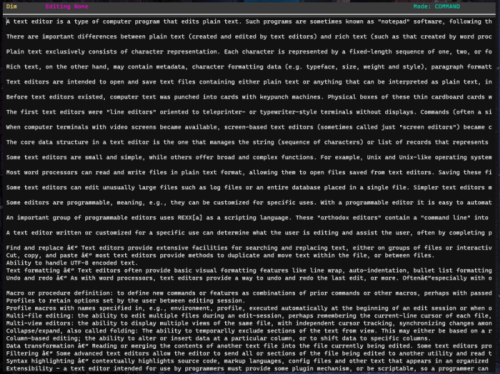 Dim Editing Name Mode: COMMAND
A text editor is a type of computer program that edits plain text. Such programs are sometimes known as "notepad" software, following th
There are important differences between plain text (created and edited by text editors) and rich text (such as that created by word proc
Plain text exclusively consists of character representation. Each character is represented by a fixed-length sequence of one, two, or fo
Rich text, on the other hand, may contain metadata, character formatting data (e.g. typeface, size, weight and style), paragraph formatt
Text editors are intended to open and save text files containing either plain text or anything that can be interpreted as plain text, in
Before text editors existed, computer text was punched into cards with keypunch machines. Physical boxes of these thin cardboard cards w
The first text editors were "line editors" oriented to teleprinter- or typewriter-style terminals without displays. Commands (often a si
When computer terminals with video screens became available, screen-based text editors (sometimes called just "screen editors") became c
The core data structure in a text editor is the one that manages the string (sequence of characters) or list of records that represents
Some text editors are small and simple, while others offer broad and complex functions. For example, Unix and Unix-like operating system
Most word processors can read and write files in plain text format, allowing them to open files saved from text editors. Saving these fi
Some text editors can edit unusually large files such as log files or an entire database placed in a single file. Simpler text editors m
Some editors are programmable, meaning, e.g., they can be customized for specific uses. With a programmable editor it is easy to automat
An important group of programmable editors uses REXX[a] as a scripting language. These "orthodox editors" contain a "command line" into
A text editor written or customized for a specific use can determine what the user is editing and assist the user, often by completing p
Find and replace â€" Text editors provide extensive facilities for searching and replacing text, either on groups of files or interactiv
Cut, copy, and paste â€" most text editors provide methods to duplicate and move text within the file, or between files.
Ability to handle UTF-8 encoded text.
Text formatting â€" Text editors often provide basic visual formatting features like line wrap, auto-indentation, bullet list formatting
Undo and redo â€" As with word processors, text editors provide a way to undo and redo the last edit, or more. Oftenâ€"especially with o
Macro or procedure definition: to define new commands or features as combinations of prior commands or other macros, perhaps with passed
Profiles to retain options set by the user between editing session.
Profile macros with names specified in, e.g., environment, profile, executed automatically at the beginning of an edit session or when o
Multi-file editing: the ability to edit multiple files during an edit-session, perhaps remembering the current-line cursor of each file,
Multi-view editors: the ability to display multiple views of the same file, with independent cursor tracking, synchronizing changes amon
Collapse/expand, also called folding: The ability to temporarily exclude sections of the text from view. This may either be based on a r
Column-based editing; the ability to alter or insert data at a particular column, or to shift data to specific columns.
Data transformation â€" Reading or merging the contents of another text file into the file currently being edited. Some text editors pro
Filtering â€" Some advanced text editors allow the editor to send all or sections of the file being edited to another utility and read t
Syntax highlighting â€" contextually highlights source code, markup languages, config files and other text that appears in an organized
Extensibility - a text editor intended for use by programmers must provide some plugin mechanism, or be scriptable, so a programmer can